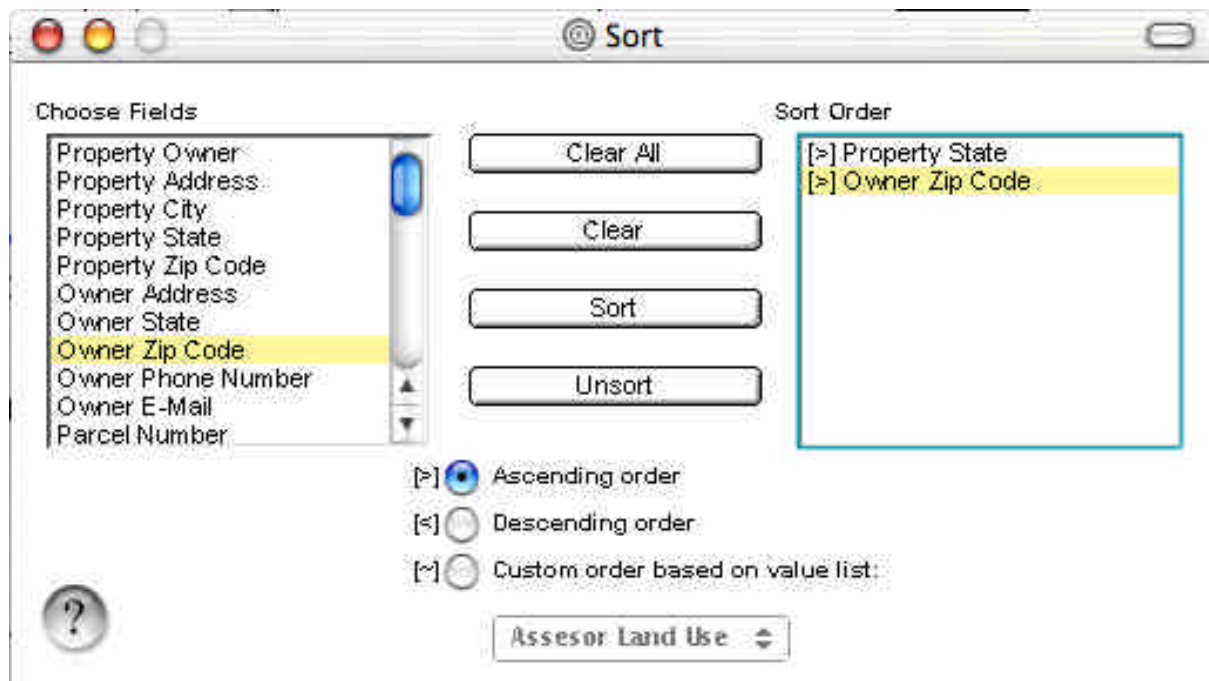 Sort
Choose Fields
Property Owner
Property Address
Property City
Property State
Property Zip Code
Owner Address
Owner State
Owner Zip Code
Owner Phone Number
Owner E-Mail
Parcel Number
Clear All
Clear
Sort
Unsort
Sort Order
[>] Property State
[>] Owner Zip Code
[>] Ascending order
[<] Descending order
[~] Custom order based on value list:
?
Assesor Land Use